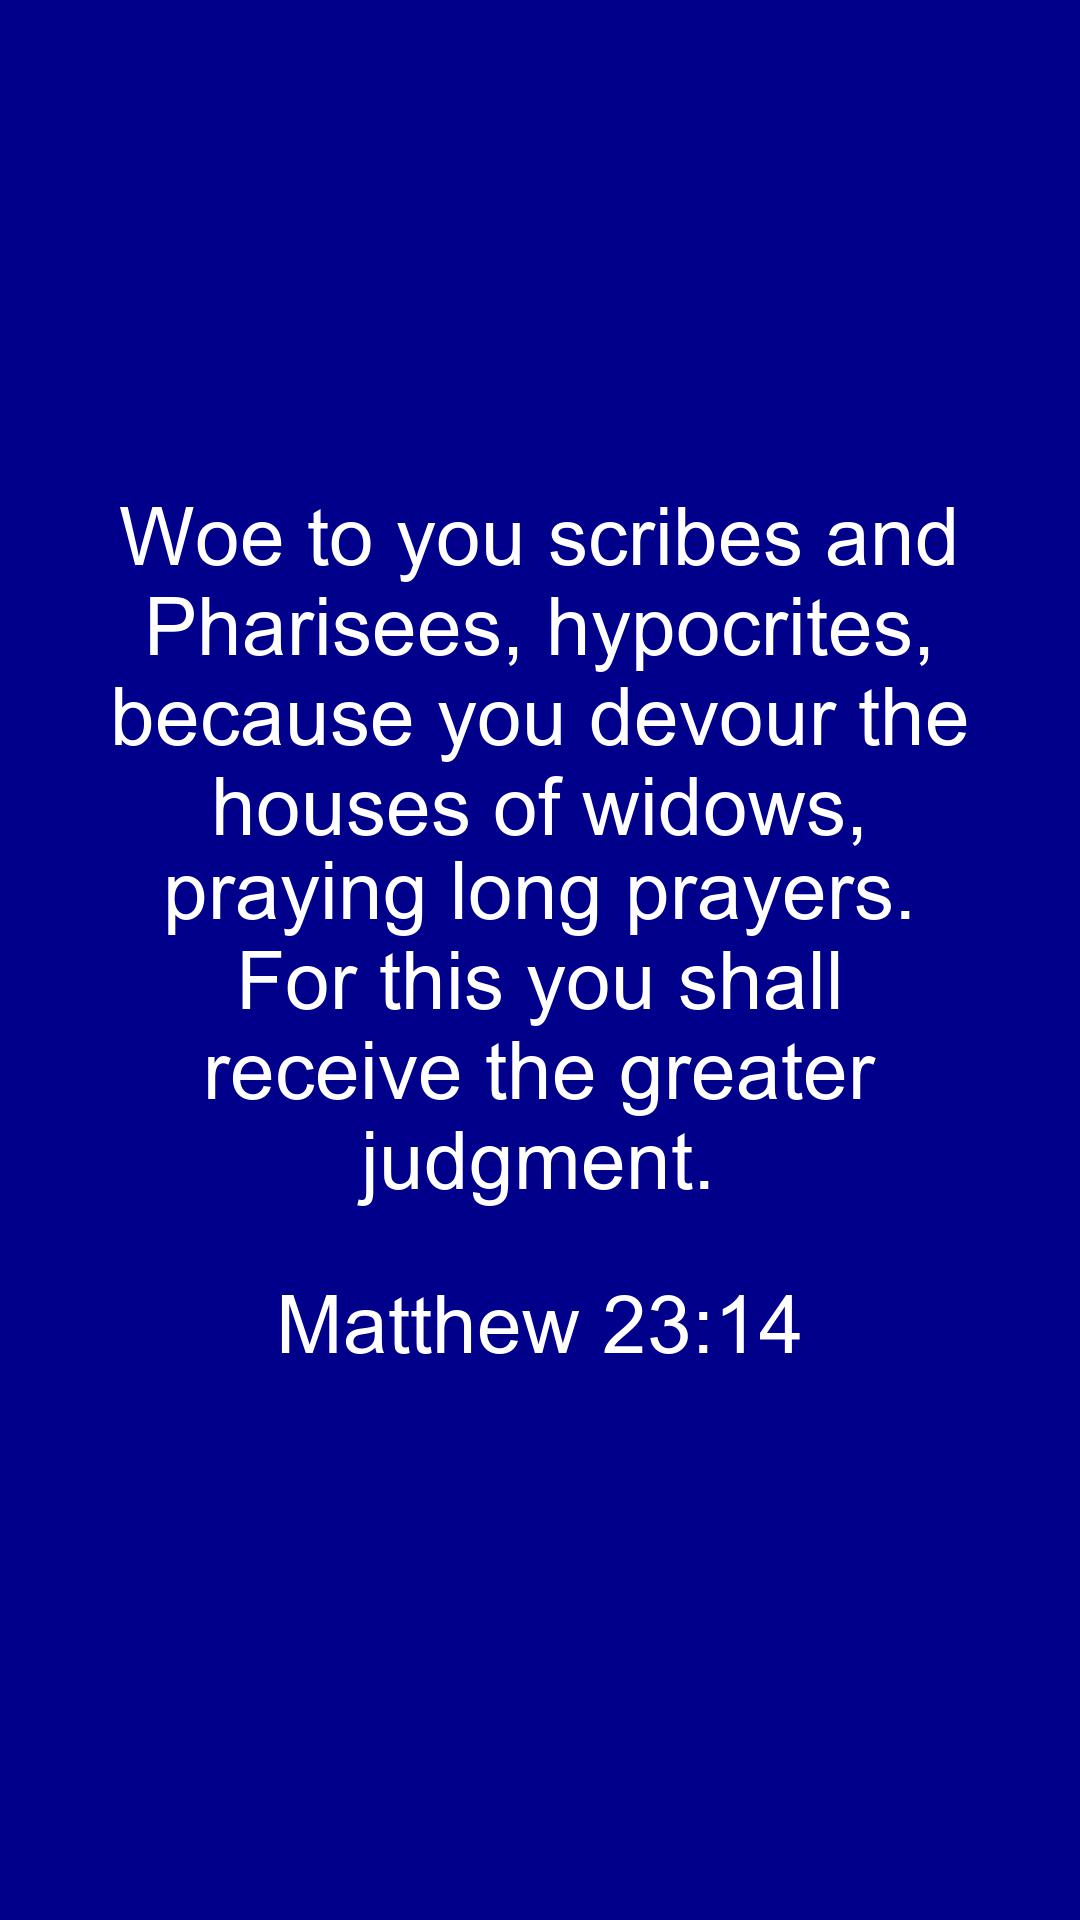 Woe to you scribes and
Pharisees, hypocrites,
because you devour the
houses of widows,
praying long prayers.
For this you shall
receive the greater
judgment.
Matthew 23:14